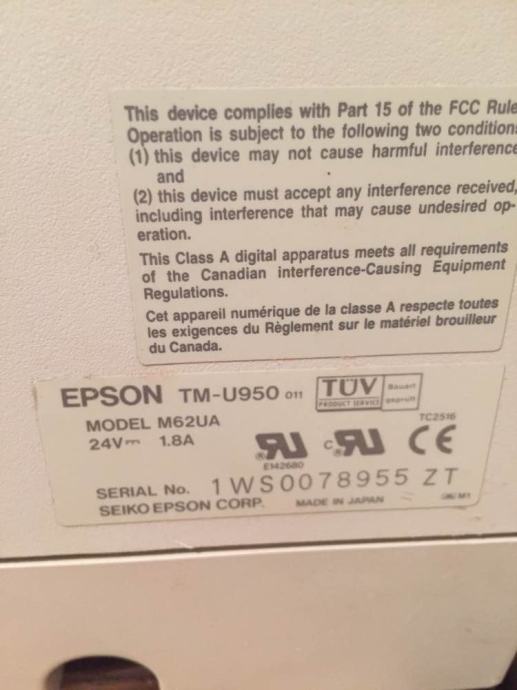 This device complies with Part 15 of the FCC Rule
Operation is subject to the following two condition
(1) this device may not cause harmful interference
and
(2) this device must accept any interference received,
including interference that may cause undesired op-
eration.
This Class A digital apparatus meets all requirements
of the Canadian interference-Causing Equipment
Regulations.
Cet appareil numérique de la classe A respecte toutes
les exigences du Règlement sur le matériel brouilleur
du Canada.
EPSON TM-U950 011
TÜV
PRODUCT SERVICE
Bauart
geprüft
MODEL M62UA
TC2516
24V 1.8A
RU
E142680
c RU
CE
SERIAL No. 1WS0078955 ZT
SEIKO EPSON CORP. MADE IN JAPAN